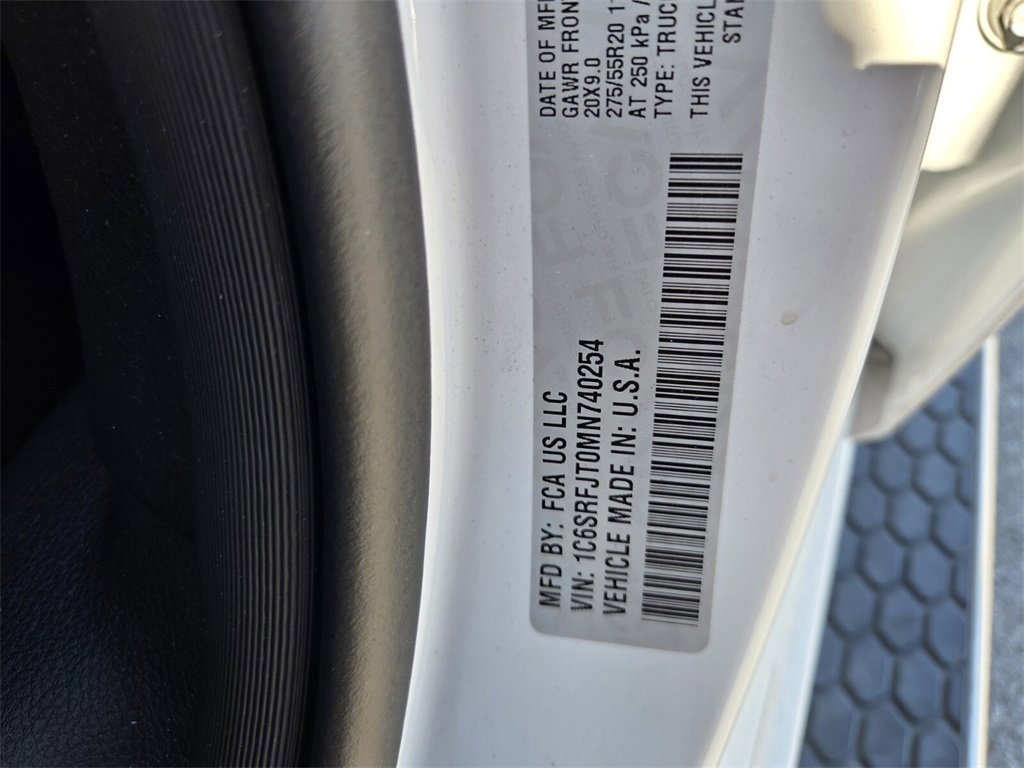 MFD BY: FCA US LLC
VIN: 1C6SRFJT0MN740254
VEHICLE MADE IN: U.S.A.
DATE OF MF
GAWR FRON
20X9.0
275/55R20 11
AT 250 kPa /
TYPE: TRUC
THIS VEHICL
STA